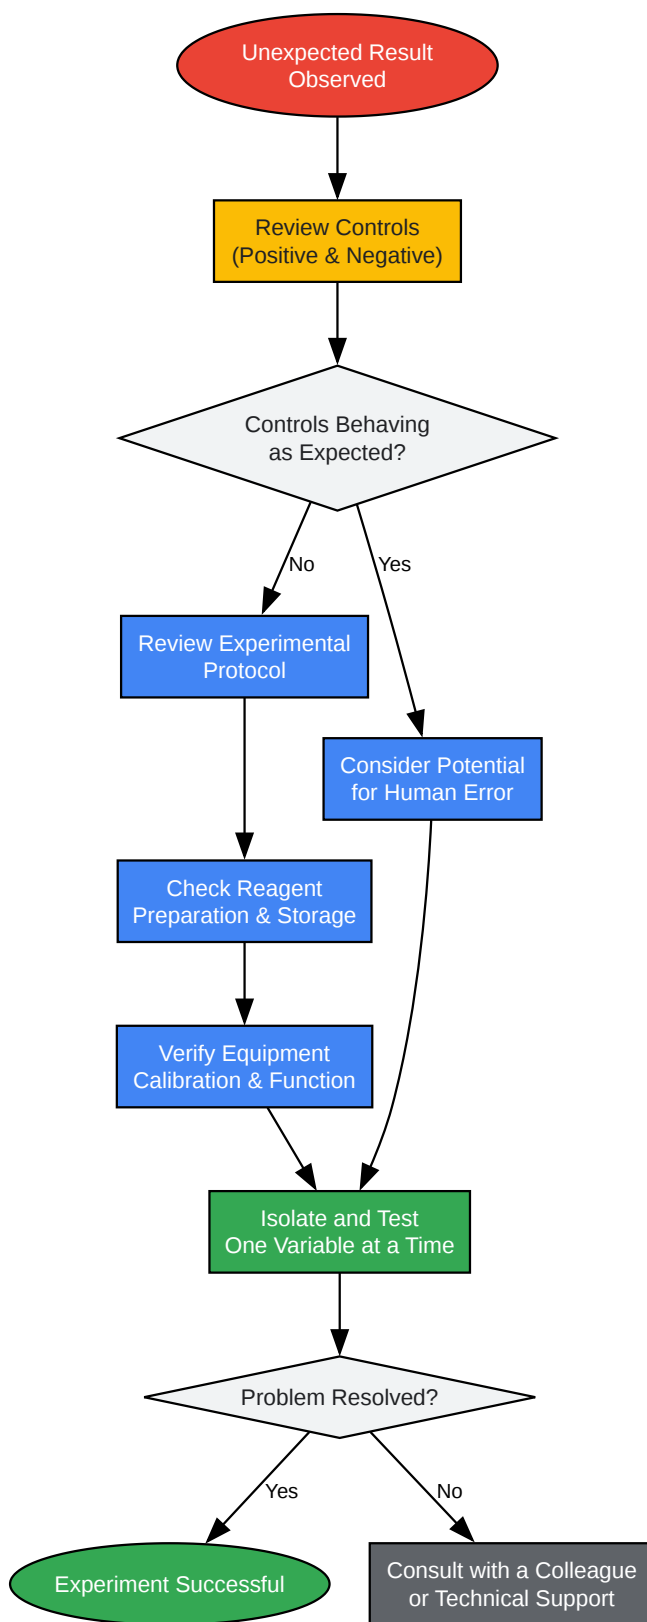 Unexpected Result
Observed
Review Controls
(Positive & Negative)
Controls Behaving
as Expected?
No
Yes
Review Experimental
Protocol
Consider Potential
for Human Error
Check Reagent
Preparation & Storage
Verify Equipment
Calibration & Function
Isolate and Test
One Variable at a Time
Problem Resolved?
Yes
No
Experiment Successful
Consult with a Colleague
or Technical Support